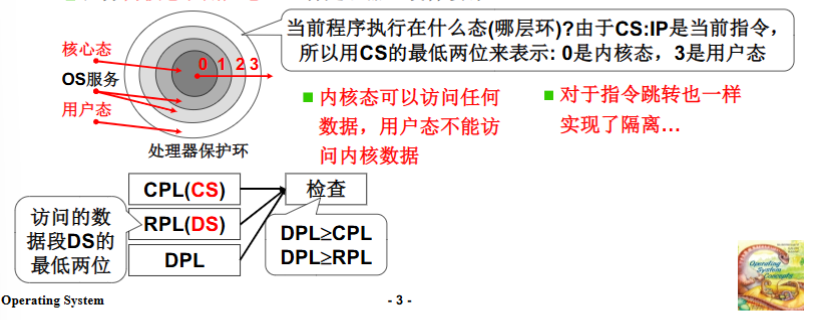 当前程序执行在什么态(哪层环)?由于CS:IP是当前指令，
所以用CS的最低两位来表示: 0是内核态，3是用户态
核心态
OS服务
用户态
0 1 2 3
处理器保护环
■ 内核态可以访问任何
数据，用户态不能访
问内核数据
■ 对于指令跳转也一样
实现了隔离...
访问的数
据段DS的
最低两位
CPL(CS)
RPL(DS)
DPL
检查
DPL≥CPL
DPL≥RPL
Operating
System
Concepts
Operating System
- 3 -